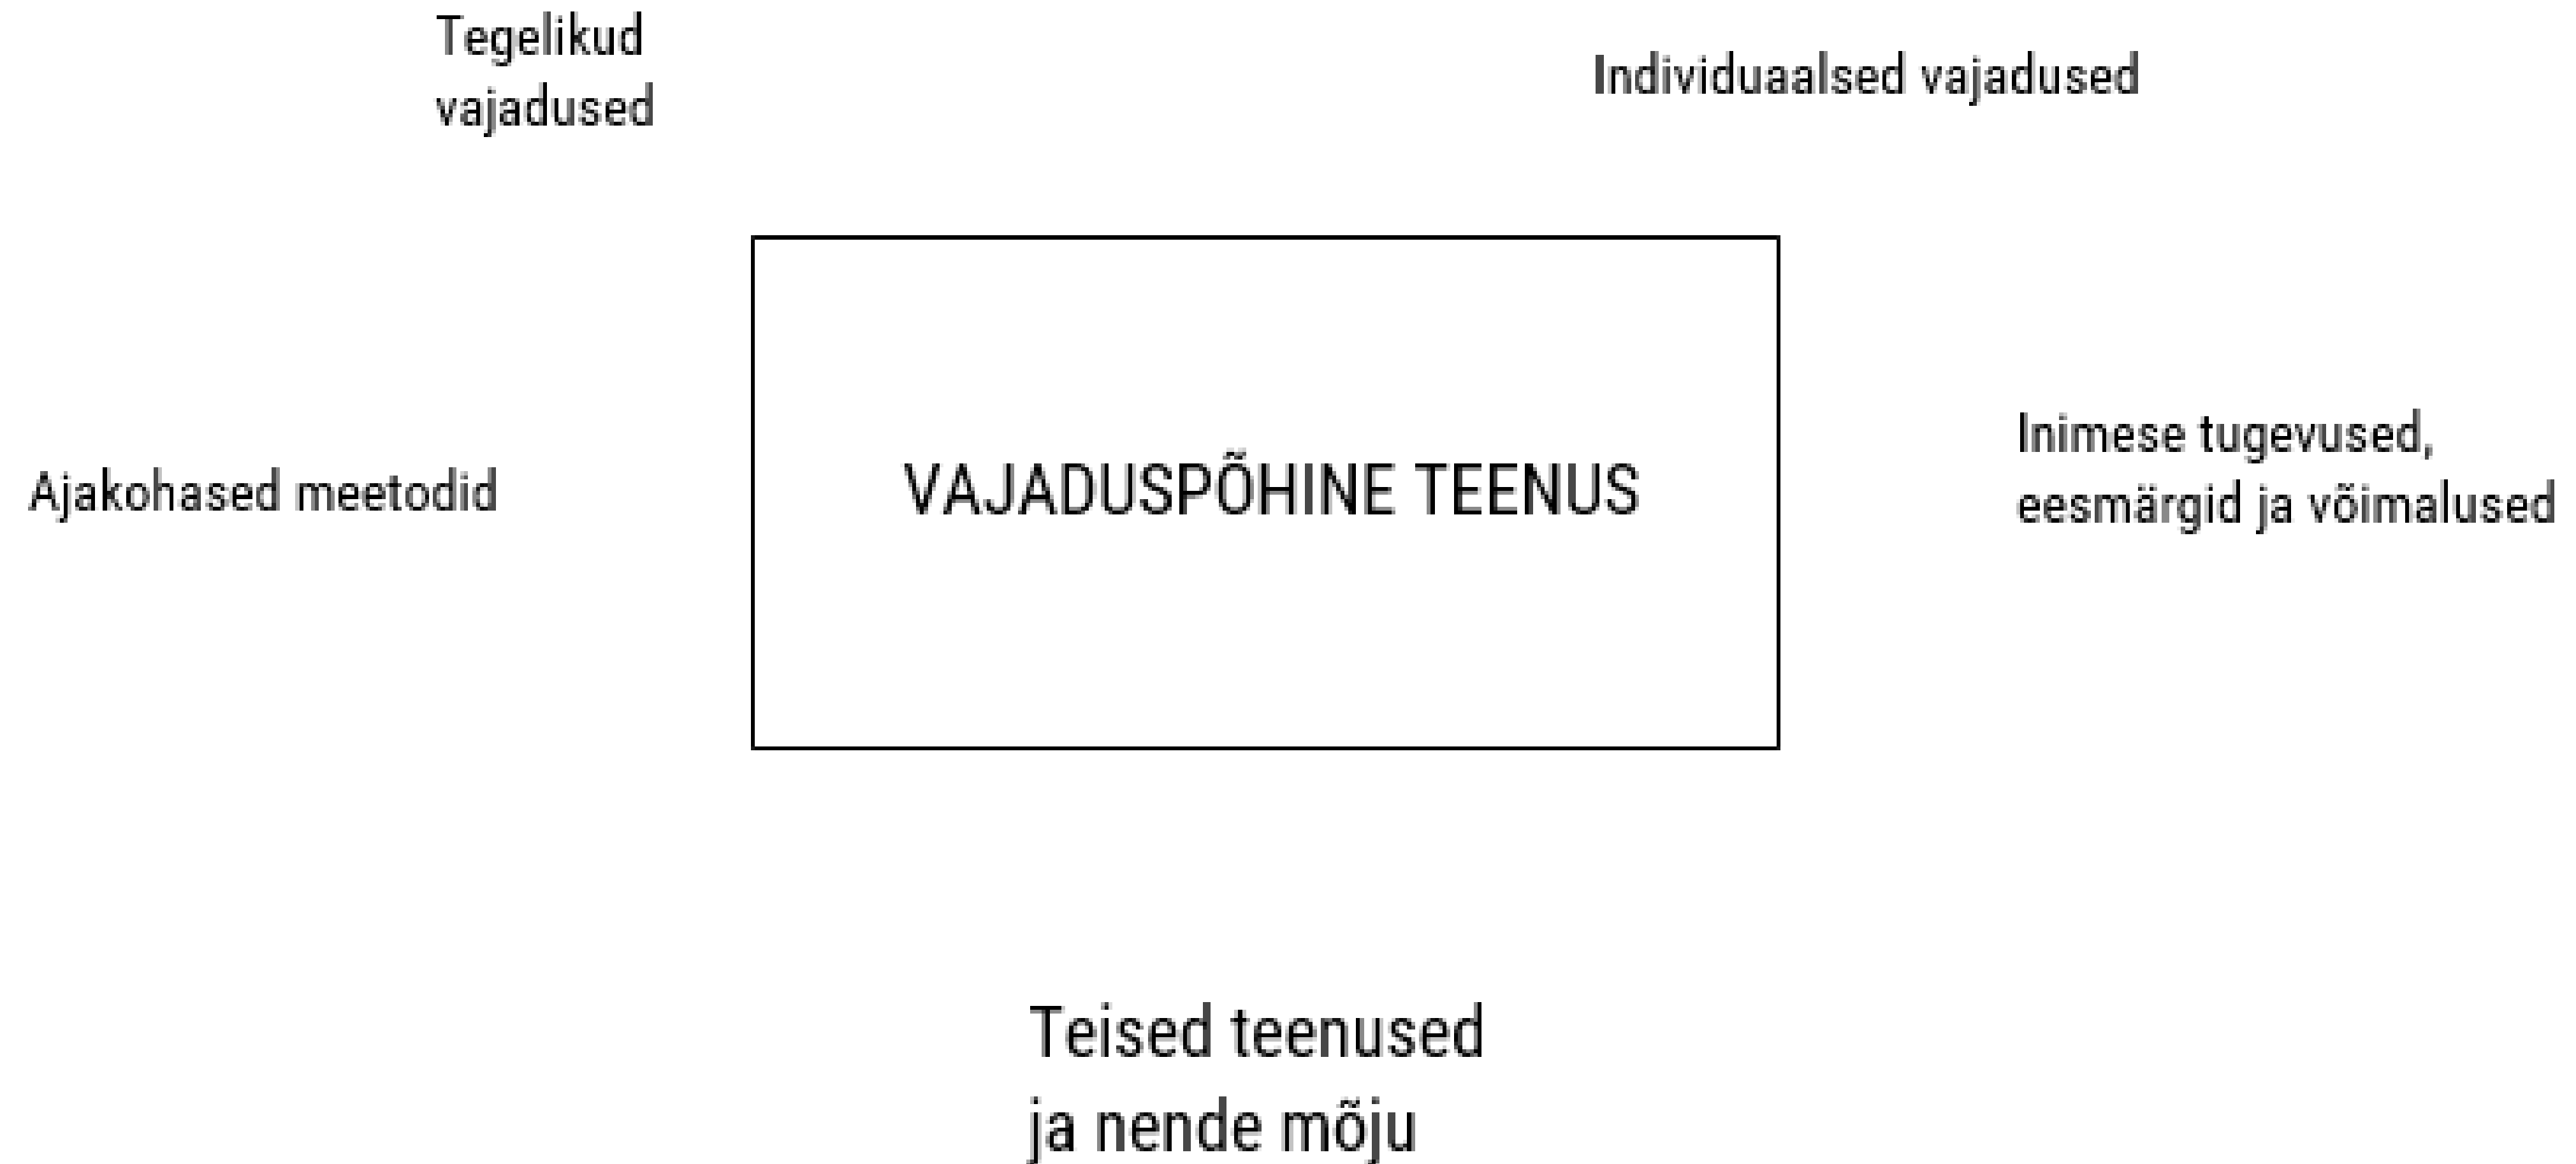 Tegelikud
vajadused
Individuaalsed vajadused
Inimese tugevused,
eesmärgid ja võimalused
Ajakohased meetodid
VAJADUSPÕHINE TEENUS
Teised teenused
ja nende mõju